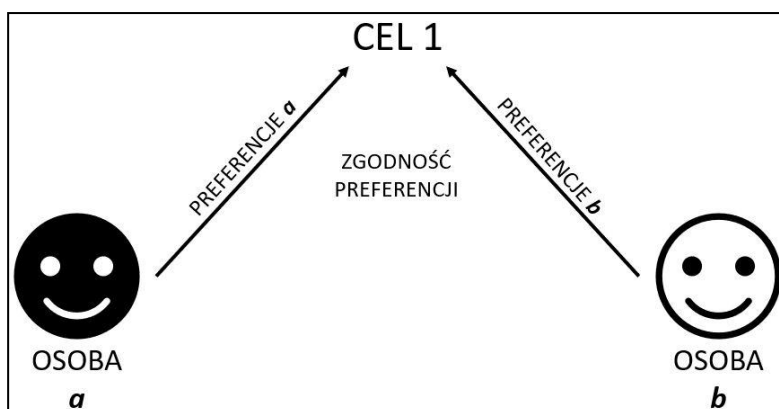 CEL 1
PREFERENCJE a
PREFERENCJE b
ZGODNOŚĆ
PREFERENCJI
OSOBA
a
OSOBA
b